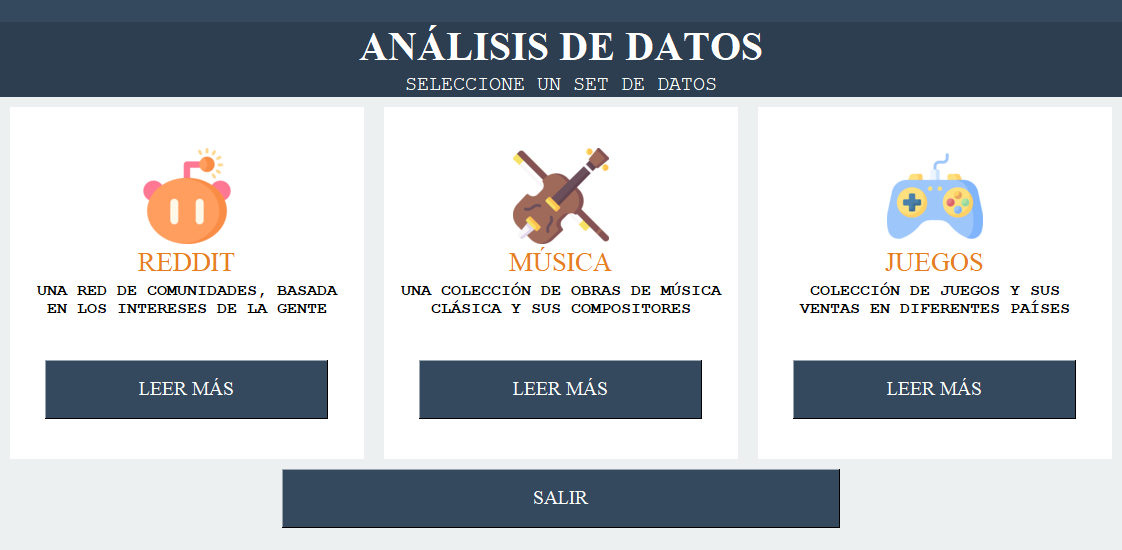 ANÁLISIS DE DATOS
SELECCIONE UN SET DE DATOS
REDDIT
UNA RED DE COMUNIDADES, BASADA
EN LOS INTERESES DE LA GENTE
LEER MÁS
MÚSICA
UNA COLECCIÓN DE OBRAS DE MÚSICA
CLÁSICA Y SUS COMPOSITORES
LEER MÁS
JUEGOS
COLECCIÓN DE JUEGOS Y SUS
VENTAS EN DIFERENTES PAÍSES
LEER MÁS
SALIR